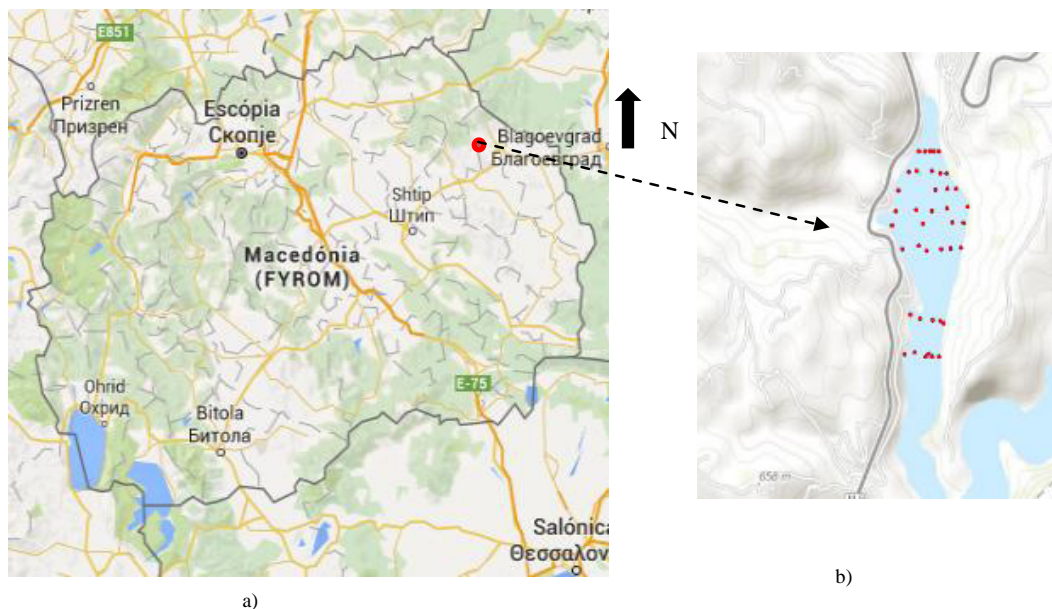 E851
Prizren
Призрен
Escópia
Скопје
Blagoevgrad
Благоевград
N
Shtip
Штип
Macedónia
(FYROM)
E-75
Ohrid
Охрид
Bitola
Битола
656 m
Salónica
Θεσσαλον
a)
b)